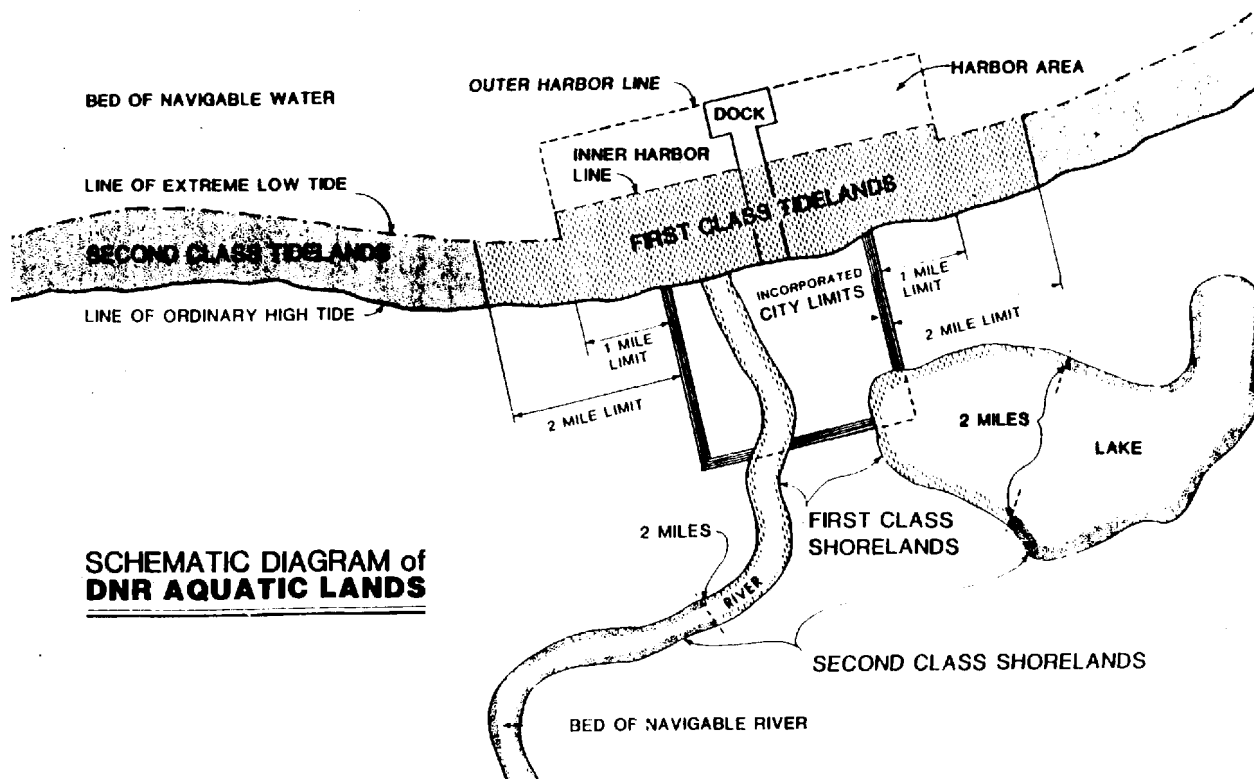 BED OF NAVIGABLE WATER
OUTER HARBOR LINE
HARBOR AREA
DOCK
INNER HARBOR
LINE
LINE OF EXTREME LOW TIDE
FIRST CLASS TIDELANDS
SECOND CLASS TIDELANDS
LINE OF ORDINARY HIGH TIDE
INCORPORATED
CITY LIMITS
1 MILE
LIMIT
1 MILE
LIMIT
2 MILE LIMIT
2 MILE LIMIT
2 MILES
LAKE
FIRST CLASS
SHORELANDS
2 MILES
SCHEMATIC DIAGRAM of
DNR AQUATIC LANDS
RIVER
SECOND CLASS SHORELANDS
BED OF NAVIGABLE RIVER